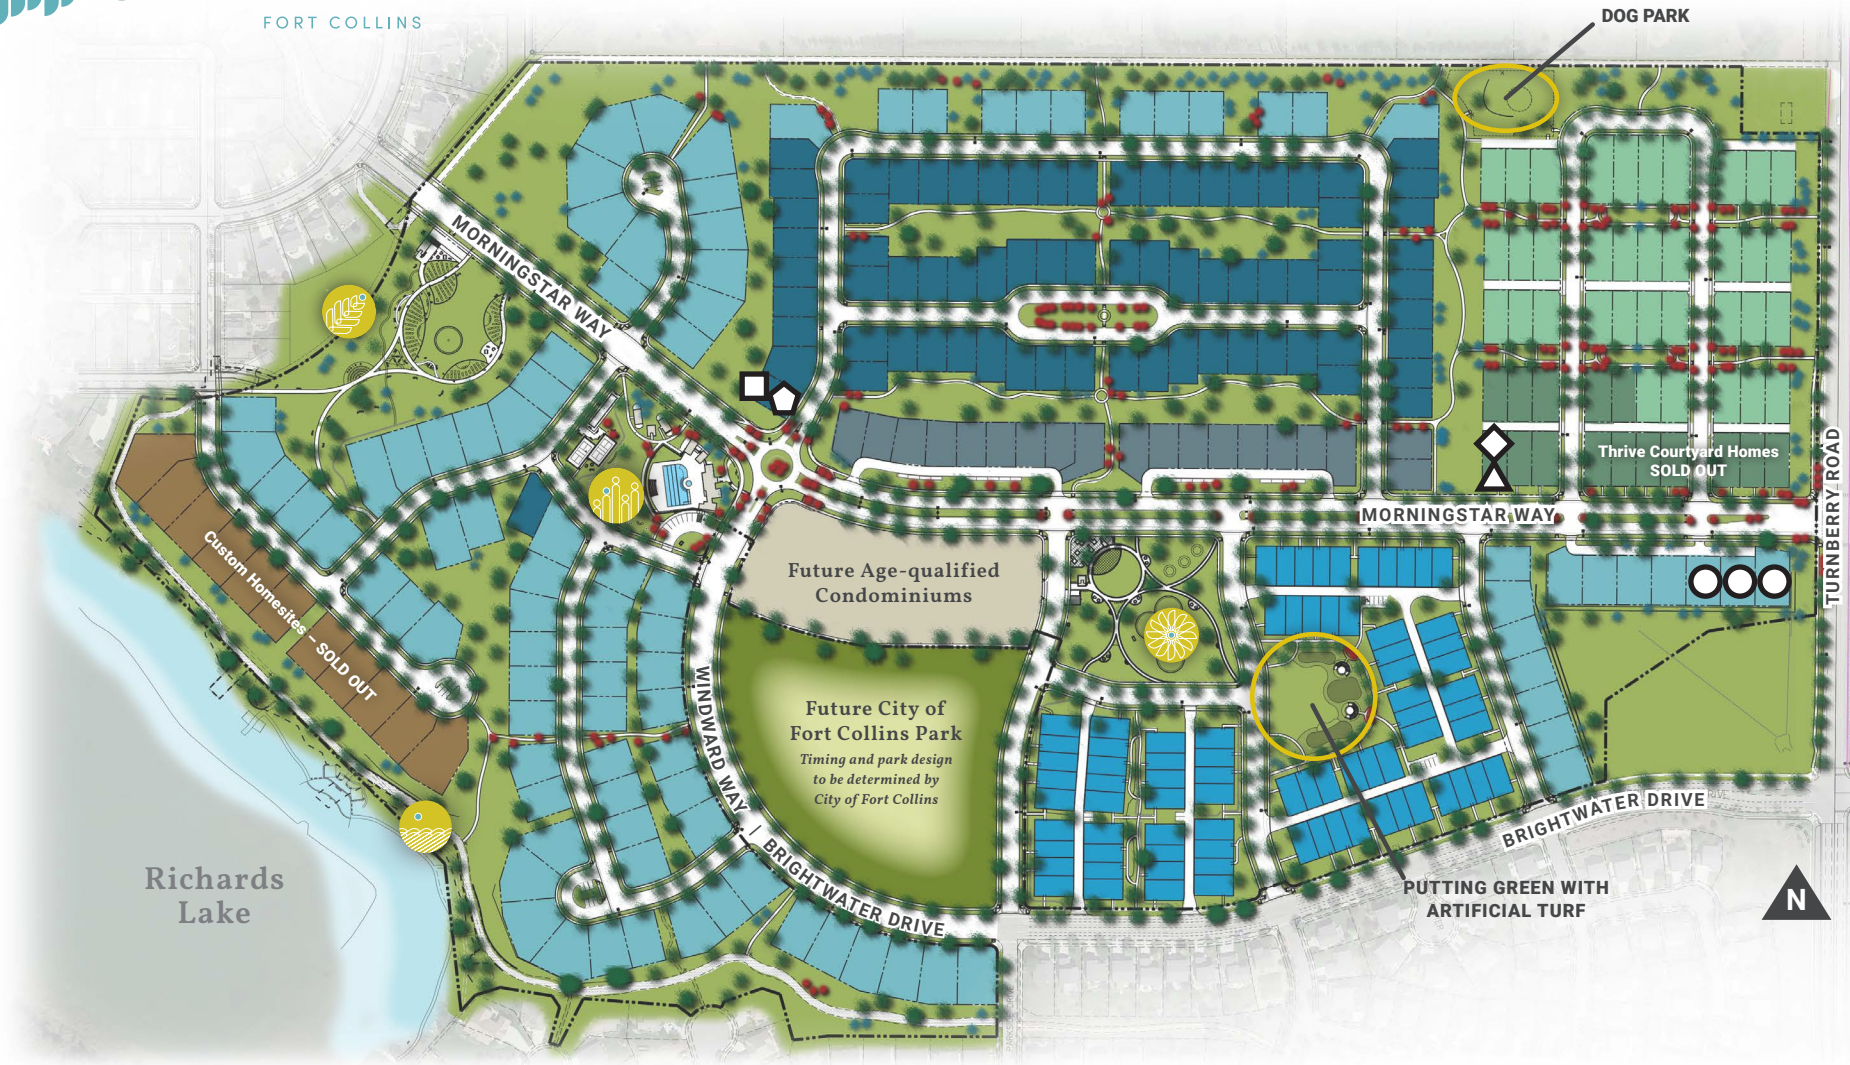 FORT COLLINS
DOG PARK
MORNINGSTAR WAY
Thrive Courtyard Homes
SOLD OUT
TURNBERRY ROAD
MORNINGSTAR WAY
Custom Homesites – SOLD OUT
Future Age-qualified
Condominiums
Future City of
Fort Collins Park
Timing and park design
to be determined by
City of Fort Collins
WINDWARD WAY | BRIGHTWATER DRIVE
BRIGHTWATER DRIVE
PUTTING GREEN WITH
ARTIFICIAL TURF
Richards
Lake
N